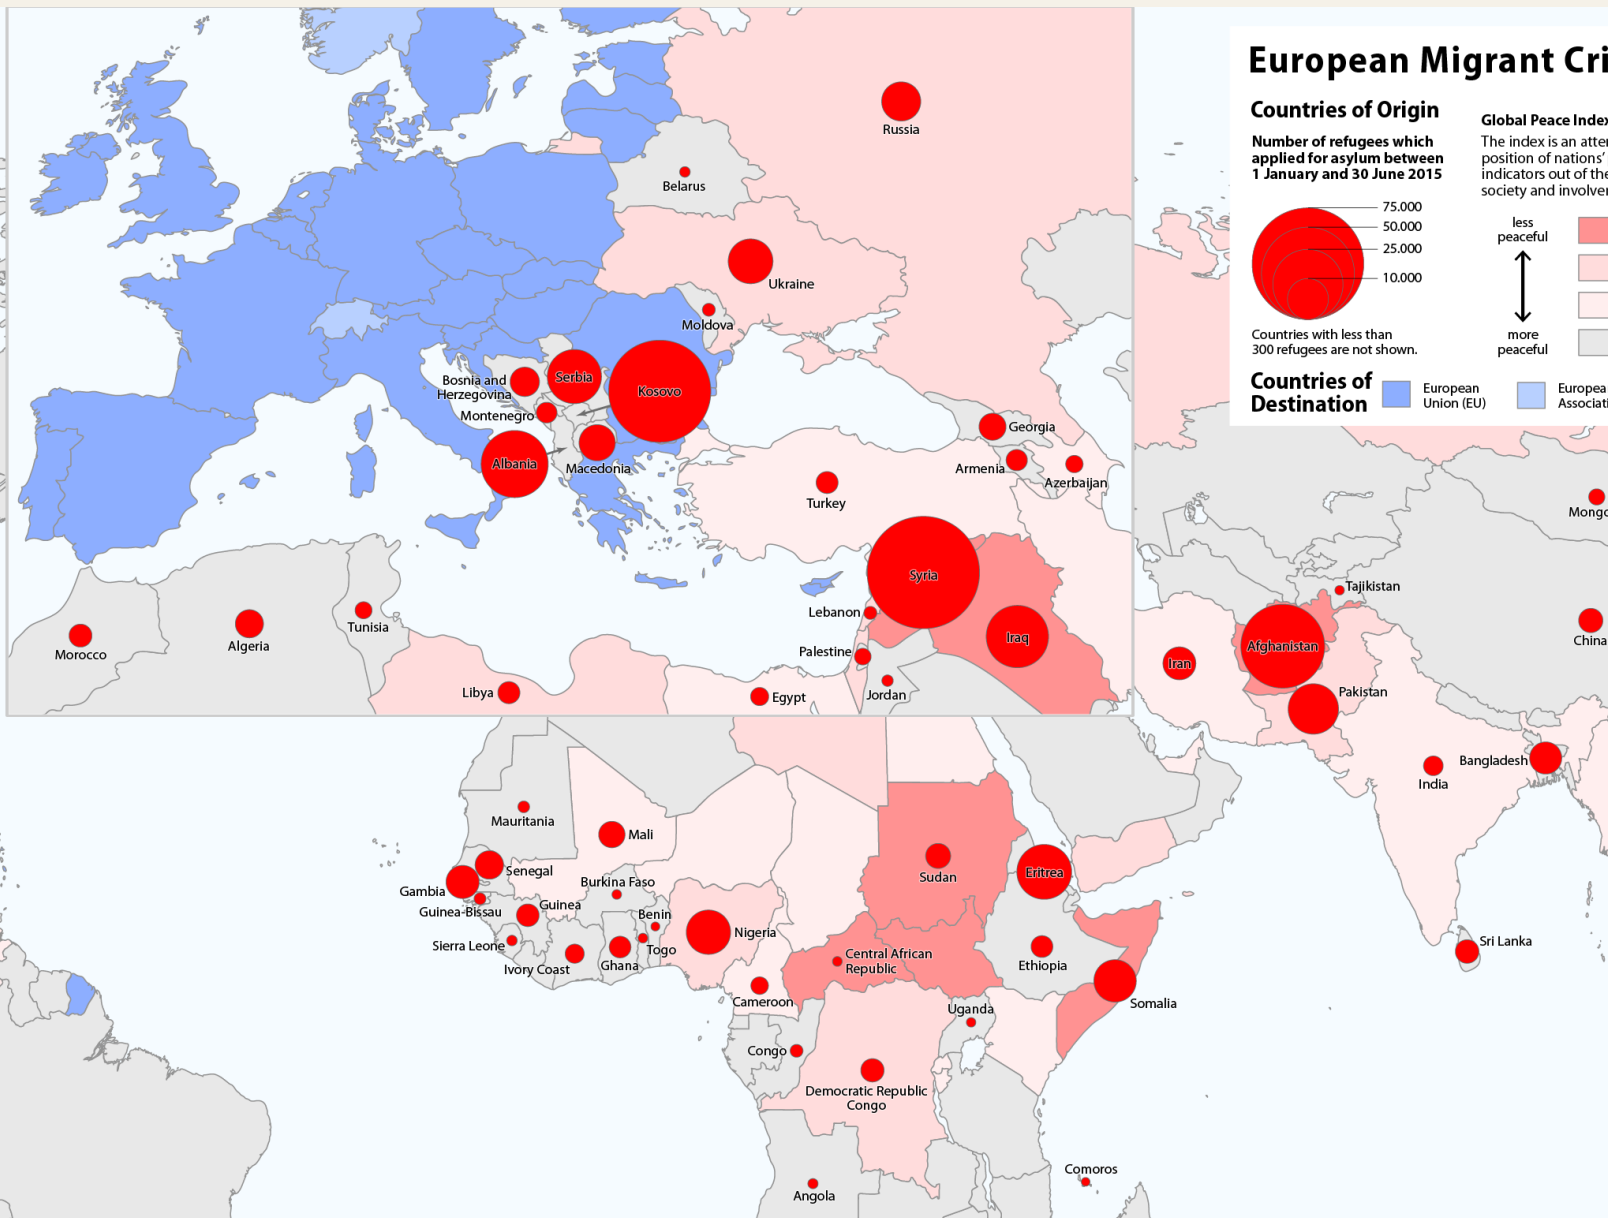 European Migrant Cri
Countries of Origin
Number of refugees which
applied for asylum between
1 January and 30 June 2015
75.000
50.000
25.000
10.000
Countries with less than
300 refugees are not shown.
Global Peace Index
The index is an atte
position of nations'
indicators out of the
society and involve
less
peaceful
more
peaceful
Countries of
Destination
European
Union (EU)
Europea
Associati
Russia
Belarus
Ukraine
Moldova
Bosnia and
Herzegovina
Serbia
Kosovo
Montenegro
Albania
Macedonia
Georgia
Armenia
Azerbaijan
Turkey
Syria
Lebanon
Iraq
Palestine
Jordan
Morocco
Algeria
Tunisia
Libya
Egypt
Mongo
Tajikistan
China
Afghanistan
Iran
Pakistan
India
Bangladesh
Sri Lanka
Mauritania
Mali
Senegal
Gambia
Guinea-Bissau
Guinea
Burkina Faso
Benin
Sierra Leone
Ivory Coast
Ghana
Togo
Nigeria
Sudan
Eritrea
Central African
Republic
Ethiopia
Somalia
Cameroon
Uganda
Congo
Democratic Republic
Congo
Angola
Comoros